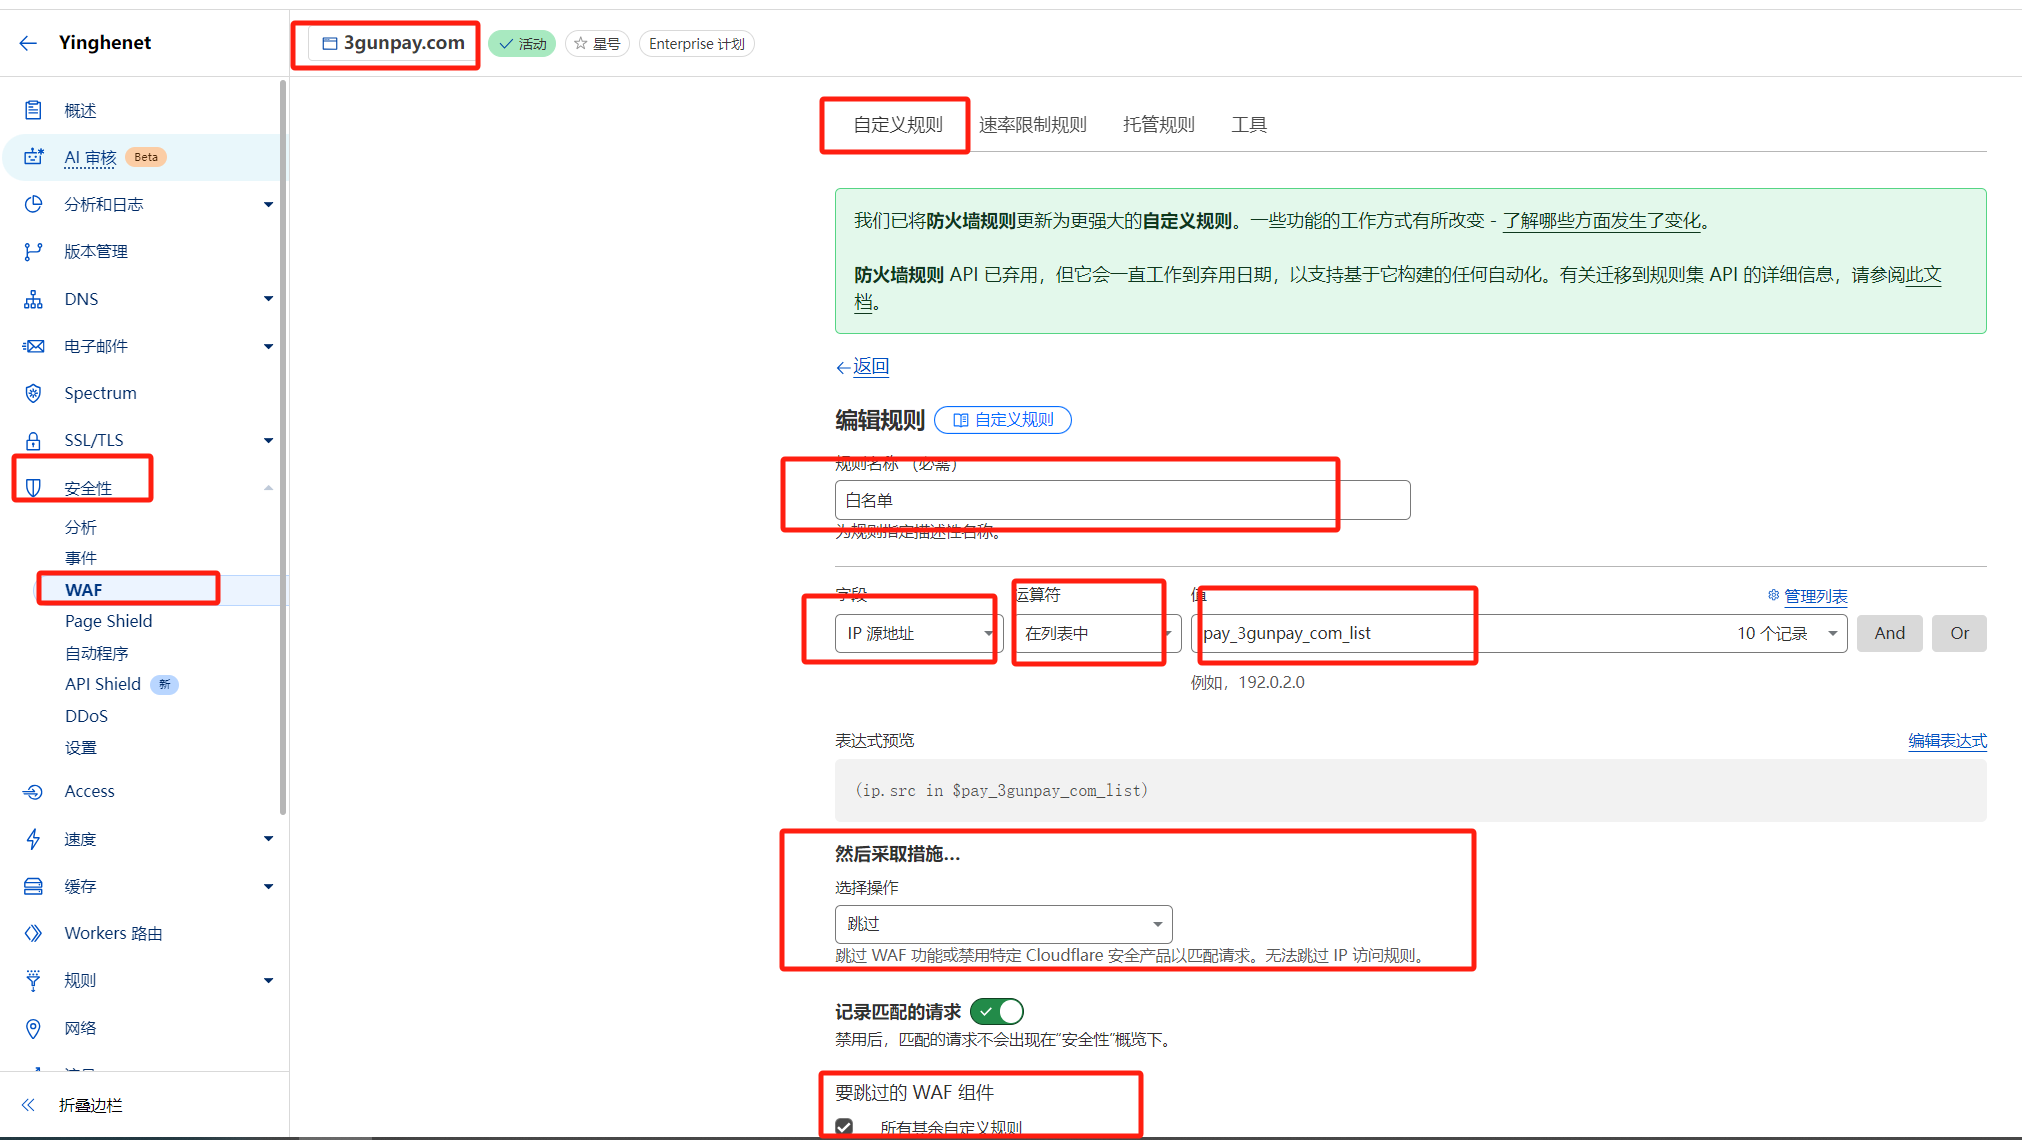 Yinghenet
3gunpay.com
活动
星号
Enterprise 计划
概述
AI 审核 Beta
分析和日志
版本管理
DNS
电子邮件
Spectrum
SSL/TLS
安全性
分析
事件
WAF
Page Shield
自动程序
API Shield 新
DDoS
设置
Access
速度
缓存
Workers 路由
规则
网络
折叠边栏
自定义规则 速率限制规则 托管规则 工具
我们已将防火墙规则更新为更强大的自定义规则。一些功能的工作方式有所改变 - 了解哪些方面发生了变化。
防火墙规则 API 已弃用，但它会一直工作到弃用日期，以支持基于它构建的任何自动化。有关迁移到规则集 API 的详细信息，请参阅此文
档。
返回
编辑规则 自定义规则
规则名称 （必需）
白名单
为规则指定描述性名称。
字段 运算符 值 管理列表
IP 源地址 在列表中 pay_3gunpay_com_list 10 个记录 And Or
例如，192.0.2.0
表达式预览 编辑表达式
(ip.src in $pay_3gunpay_com_list)
然后采取措施...
选择操作
跳过
跳过 WAF 功能或禁用特定 Cloudflare 安全产品以匹配请求。无法跳过 IP 访问规则。
记录匹配的请求
禁用后，匹配的请求不会出现在“安全性”概览下。
要跳过的 WAF 组件
所有其余自定义规则